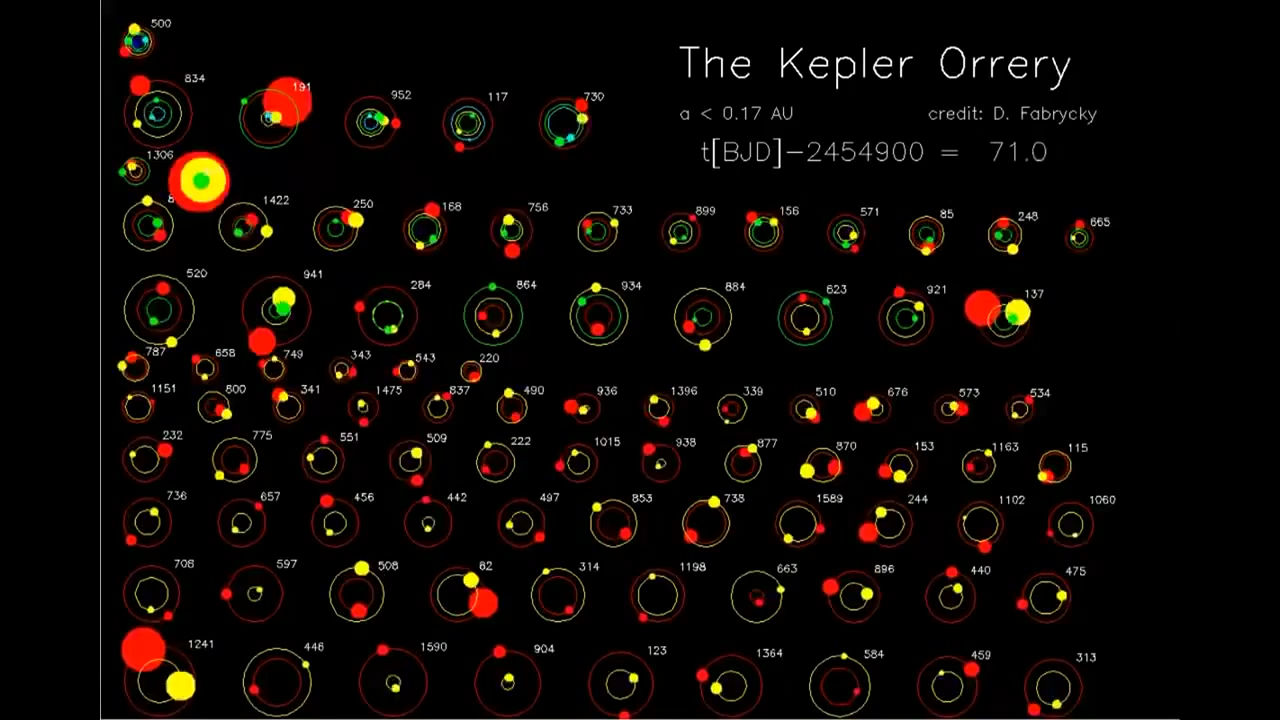 500
The Kepler Orrery
834 191 952 117 730
a < 0.17 AU credit: D. Fabrycky
t[BJD]-2454900 = 71.0
1306
8 1422 250 168 756 733 899 156 571 85 248 665
520 941 284 864 934 884 623 921 137
787 658 749 343 543 220
1151 800 341 1475 837 490 936 1396 339 510 676 573 534
232 775 551 509 222 1015 938 877 870 153 1163 115
736 657 456 442 497 853 738 1589 244 1102 1060
708 597 508 82 314 1198 663 896 440 475
1241 446 1590 904 123 1364 584 459 313